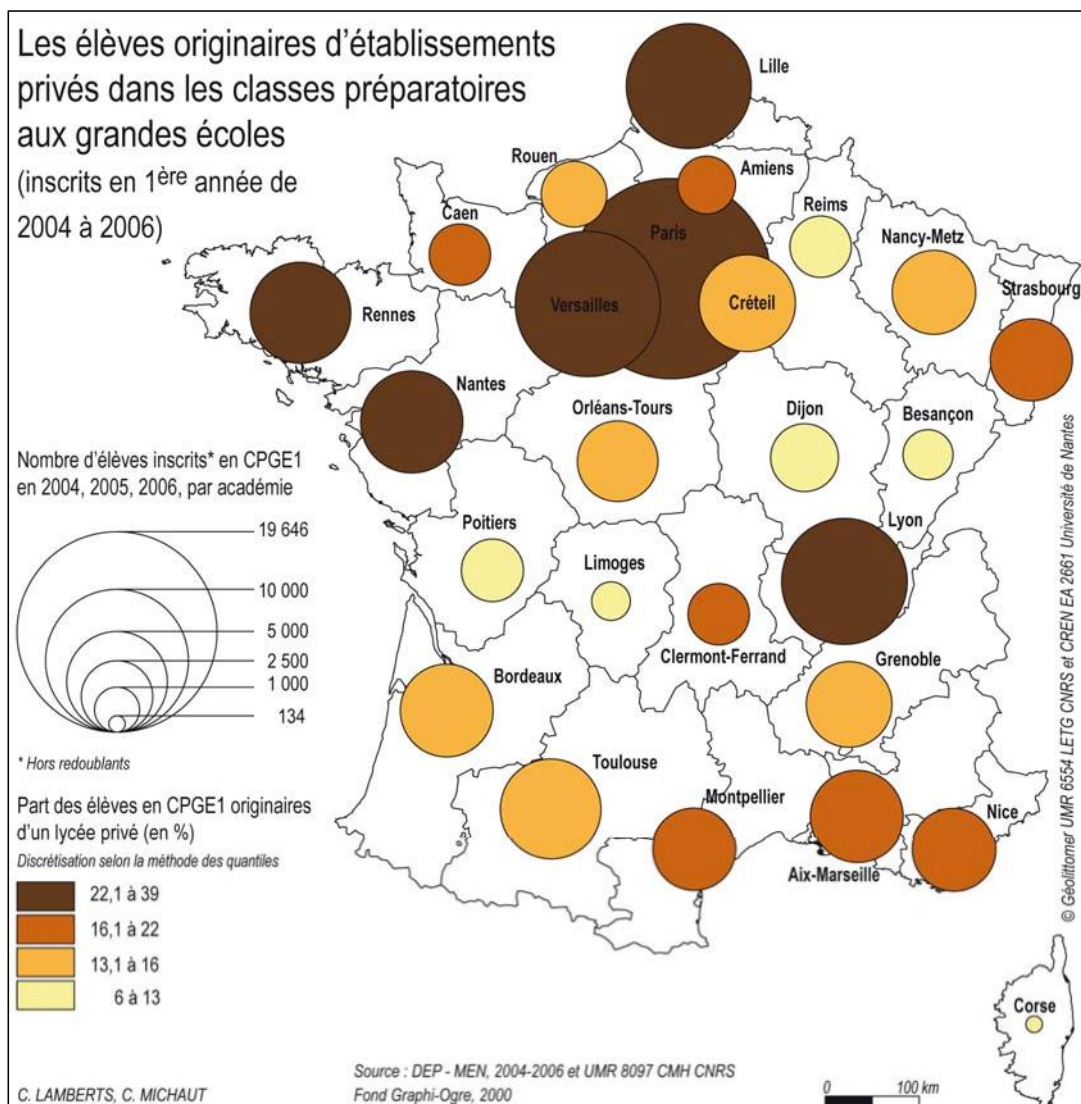 Les élèves originaires d'établissements
privés dans les classes préparatoires
aux grandes écoles
(inscrits en 1ère année de
2004 à 2006)
Lille
Rouen
Amiens
Caen
Paris
Reims
Nancy-Metz
Strasbourg
Rennes
Versailles
Créteil
Nantes
Orléans-Tours
Dijon
Besançon
Poitiers
Limoges
Lyon
Clermont-Ferrand
Grenoble
Bordeaux
Toulouse
Montpellier
Nice
Aix-Marseille
Corse
Nombre d'élèves inscrits* en CPGE1
en 2004, 2005, 2006, par académie
19 646
10 000
5 000
2 500
1 000
134
* Hors redoublants
Part des élèves en CPGE1 originaires
d'un lycée privé (en %)
Discrétisation selon la méthode des quantiles
22,1 à 39
16,1 à 22
13,1 à 16
6 à 13
C. LAMBERTS, C. MICHAUT
Source : DEP - MEN, 2004-2006 et UMR 8097 CMH CNRS
Fond Graphi-Ogre, 2000
0 100 km
© Géolittomer UMR 6554 LETG CNRS et CREN EA 2661 Université de Nantes